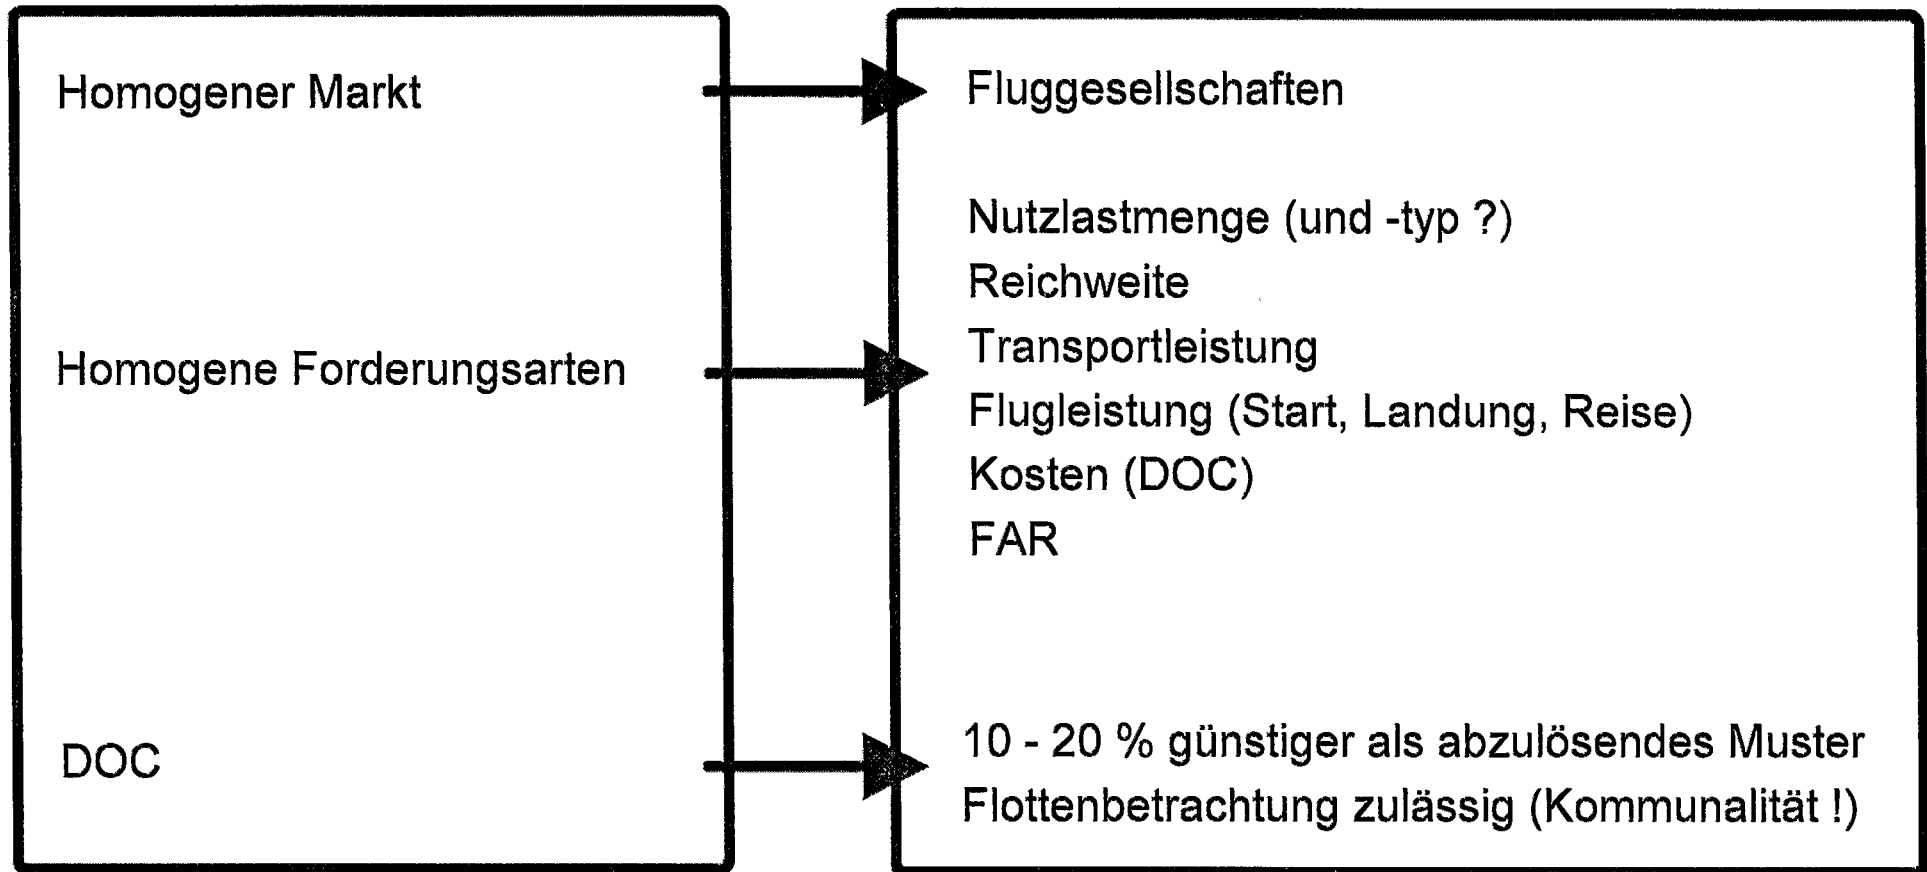 Homogener Markt
Fluggesellschaften
Nutzlastmenge (und -typ ?)
Reichweite
Transportleistung
Homogene Forderungsarten
Flugleistung (Start, Landung, Reise)
Kosten (DOC)
FAR
DOC
10 - 20 % günstiger als abzulösendes Muster
Flottenbetrachtung zulässig (Kommunalität !)